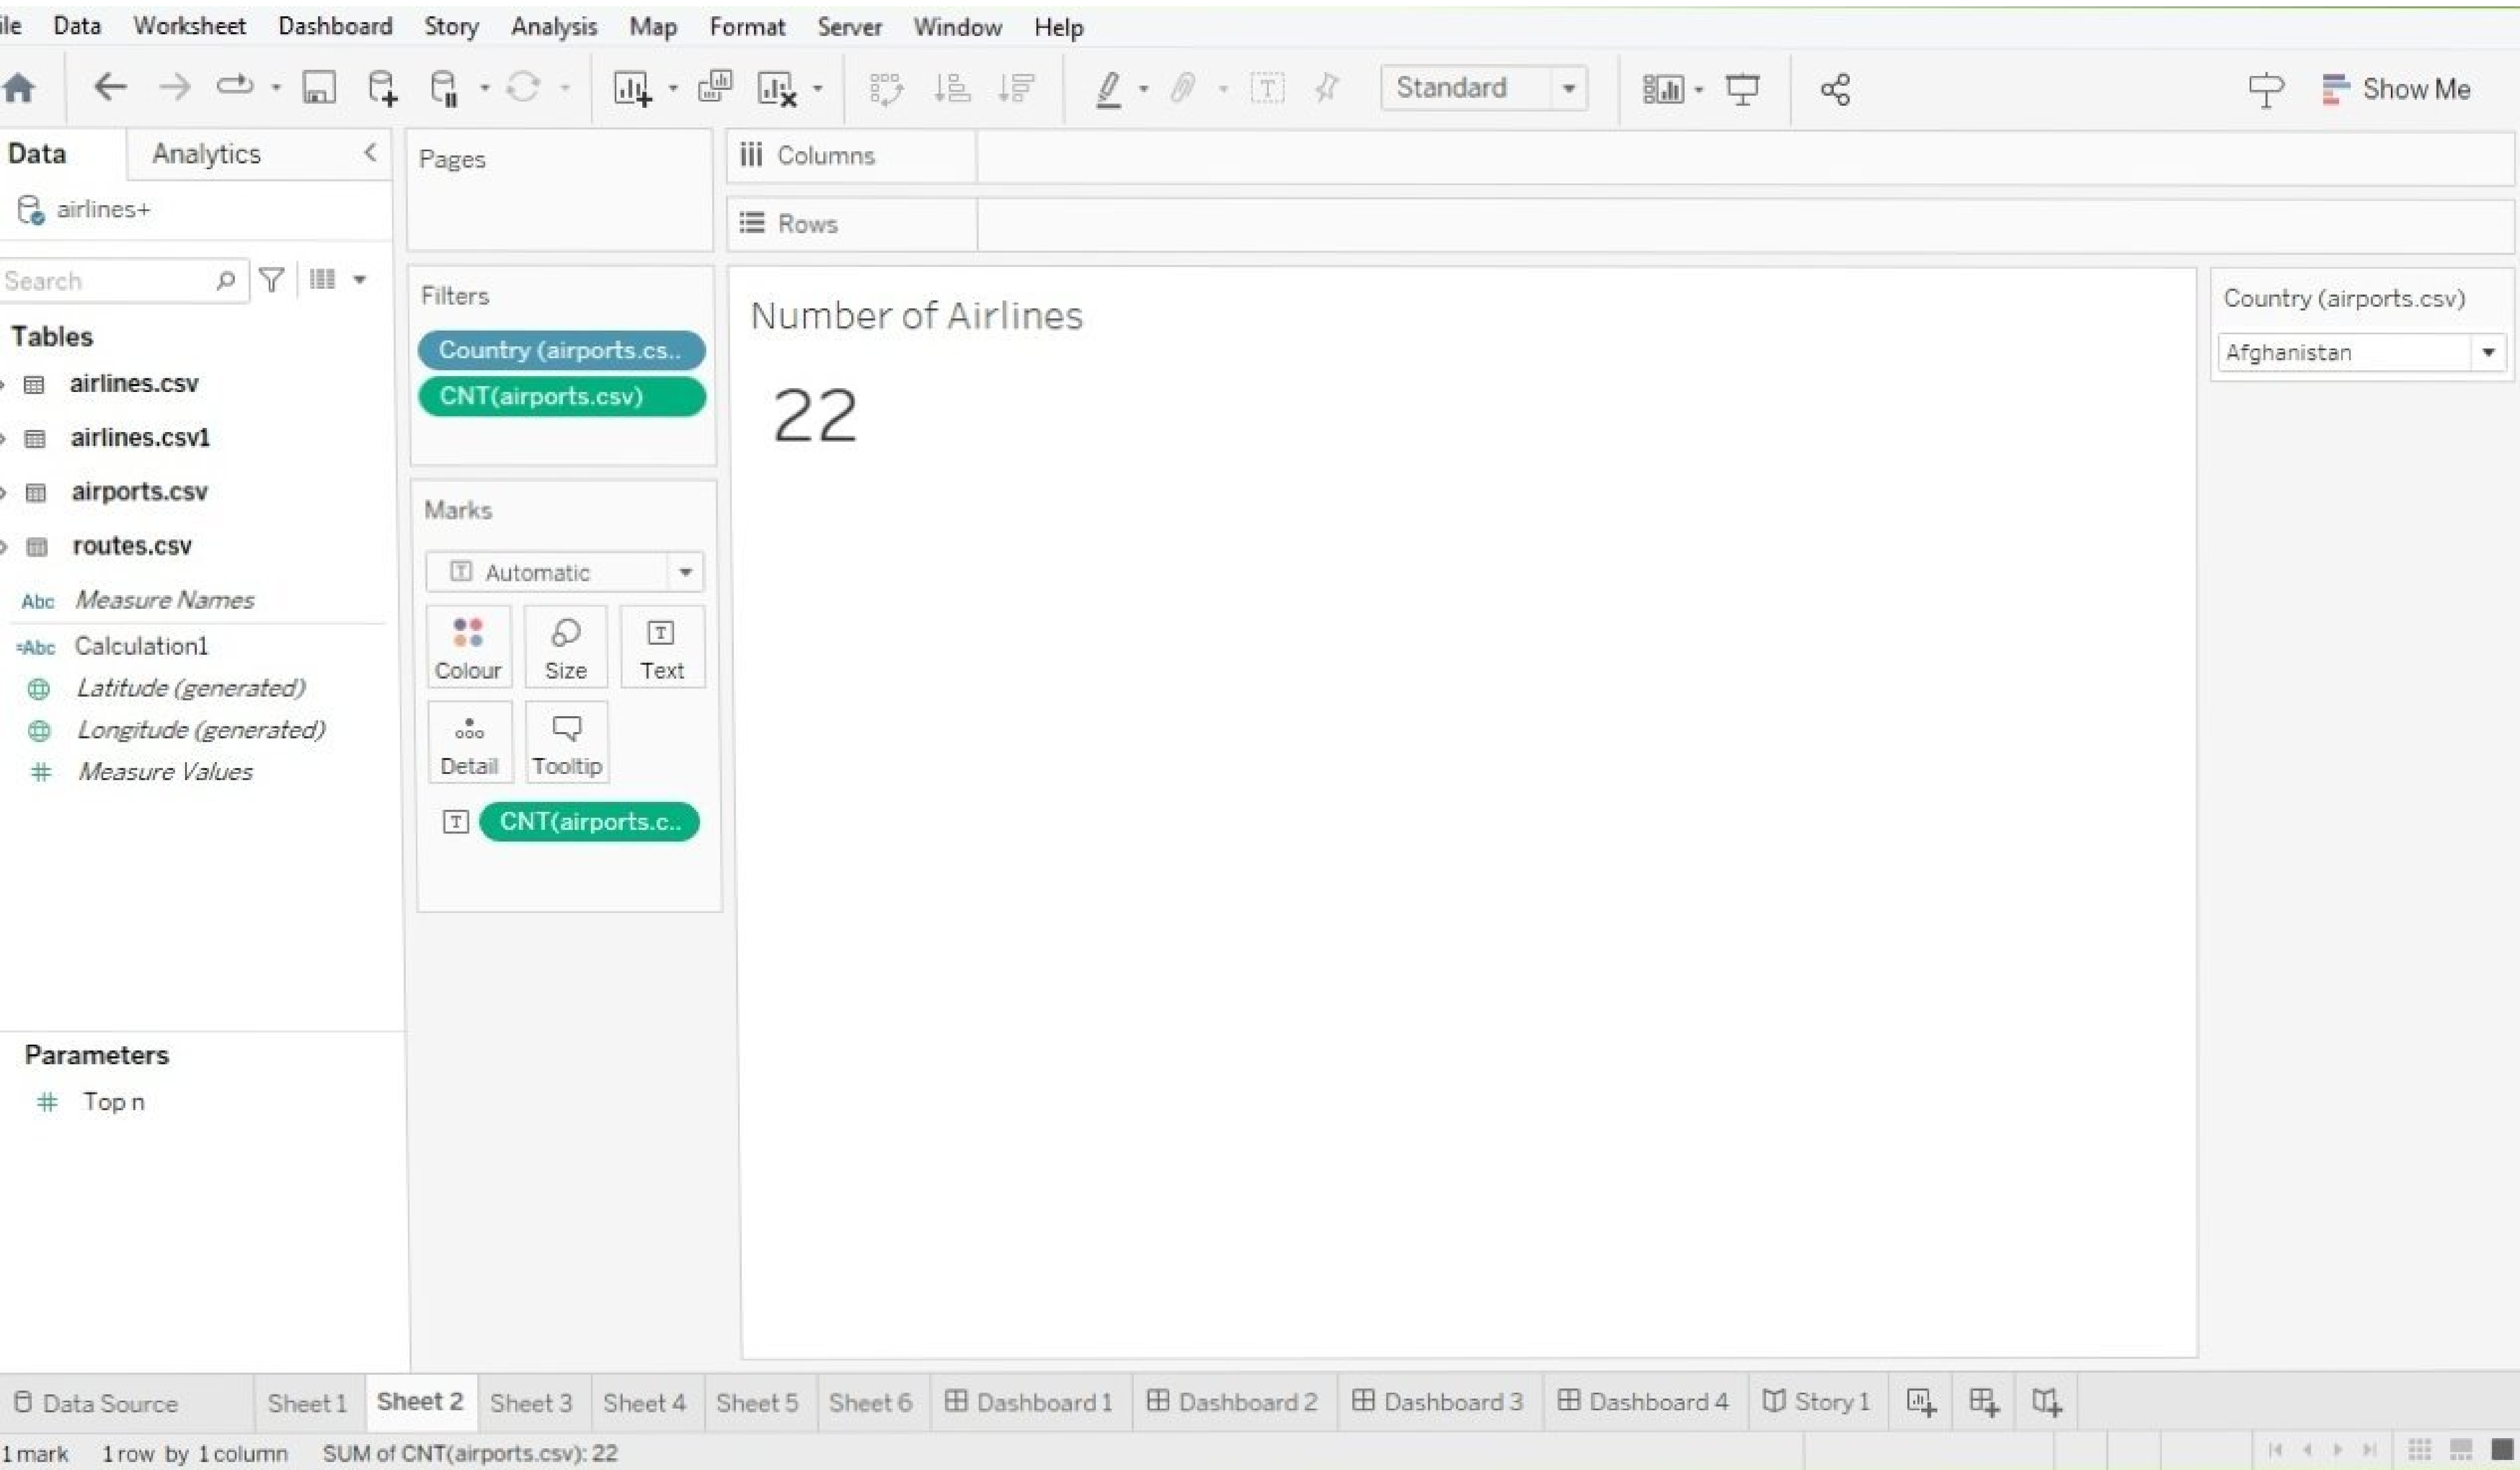 ile Data Worksheet Dashboard Story Analysis Map Format Server Window Help
Standard
Show Me
Data Analytics
airlines+
Search
Tables
airlines.csv
airlines.csv1
airports.csv
routes.csv
Abc Measure Names
=Abc Calculation1
Latitude (generated)
Longitude (generated)
# Measure Values
Parameters
# Top n
Pages
Filters
Country (airports.cs..
CNT(airports.csv)
Marks
T Automatic
Colour Size Text
Detail Tooltip
T CNT(airports.c..
iii Columns
Rows
Number of Airlines
22
Country (airports.csv)
Afghanistan
Data Source Sheet 1 Sheet 2 Sheet 3 Sheet 4 Sheet 5 Sheet 6 Dashboard 1 Dashboard 2 Dashboard 3 Dashboard 4 Story 1
1 mark 1 row by 1 column SUM of CNT(airports.csv): 22